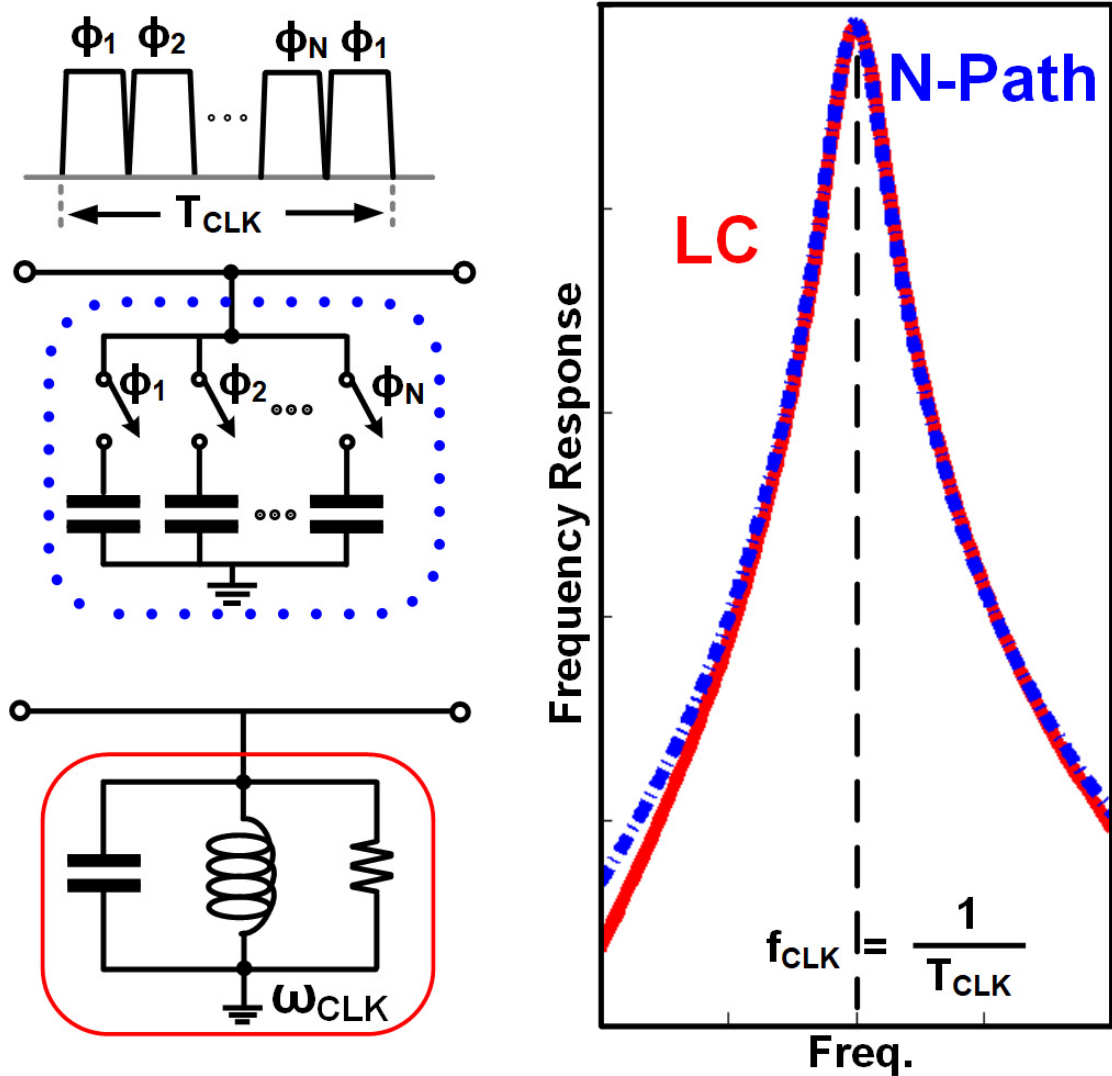 ϕ1 ϕ2 ϕN ϕ1
TCLK
ϕ1 ϕ2 ϕN
ωCLK
N-Path
LC
Frequency Response
fCLK = 1/TCLK
Freq.